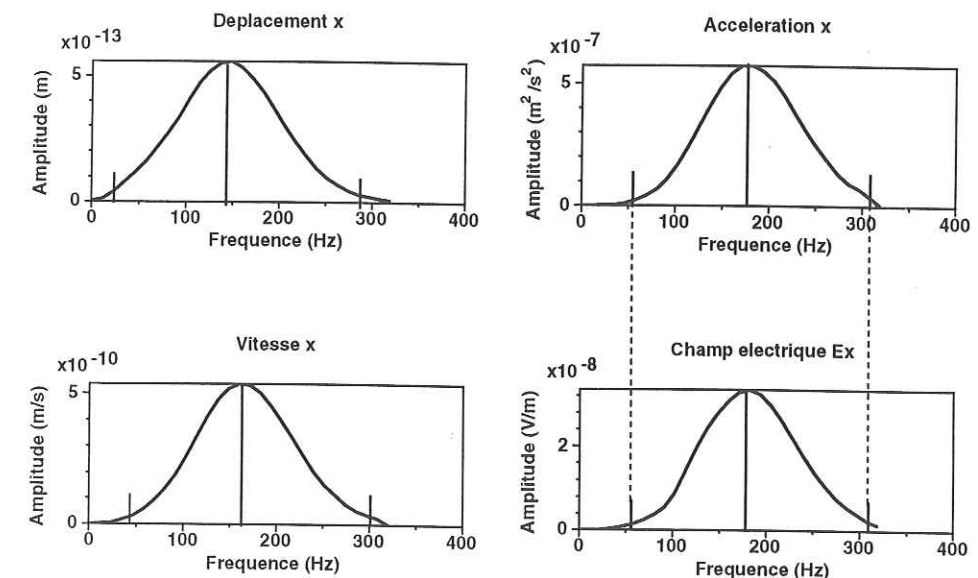 Deplacement x
x10 -13
Amplitude (m)
5
0
0 100 200 300 400
Frequence (Hz)
Acceleration x
x10 -7
Amplitude (m² /s²)
5
0
0 100 200 300 400
Frequence (Hz)
Vitesse x
x10 -10
Amplitude (m/s)
5
0
0 100 200 300 400
Frequence (Hz)
Champ electrique Ex
x10 -8
Amplitude (V/m)
2
0
0 100 200 300 400
Frequence (Hz)